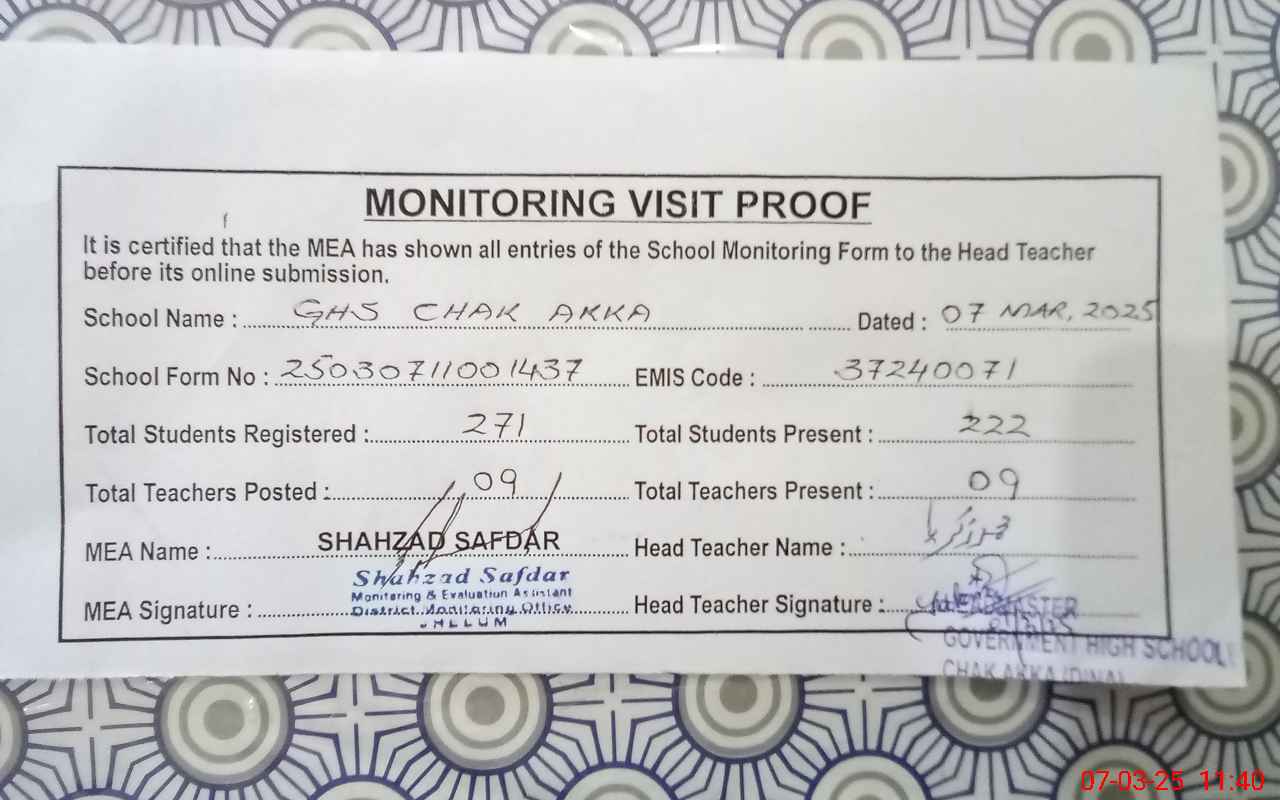 MONITORING VISIT PROOF
It is certified that the MEA has shown all entries of the School Monitoring Form to the Head Teacher
before its online submission.
School Name : GHS CHAK AKKA Dated : 07 MAR, 2025
School Form No : 250307110001437 EMIS Code : 37240071
Total Students Registered : 271 Total Students Present : 222
Total Teachers Posted : 09 Total Teachers Present : 09
MEA Name : SHAHZAD SAFDAR Head Teacher Name :
Shahzad Safdar
Monitoring & Evaluation Assistant
District Monitoring Office
JHELUM
MEA Signature : Head Teacher Signature :
HEADMASTER
GOVERNMENT HIGH SCHOOL
CHAK AKKA (DINA)
07-03-25 11:40